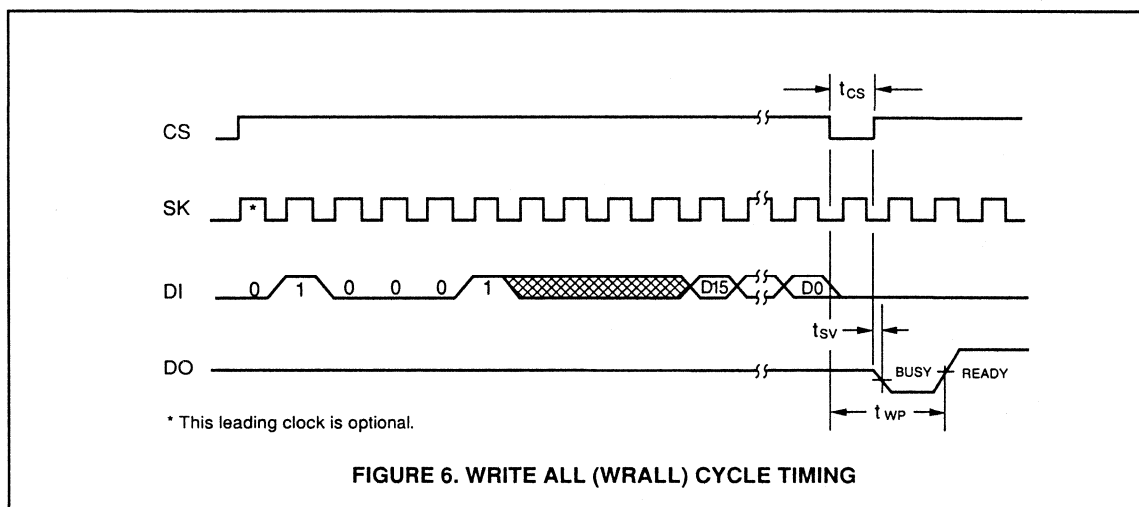 tCS
CS
SK *
DI 0 1 0 0 0 1 D15 D0
tSV
DO BUSY READY
tWP
* This leading clock is optional.
FIGURE 6. WRITE ALL (WRALL) CYCLE TIMING